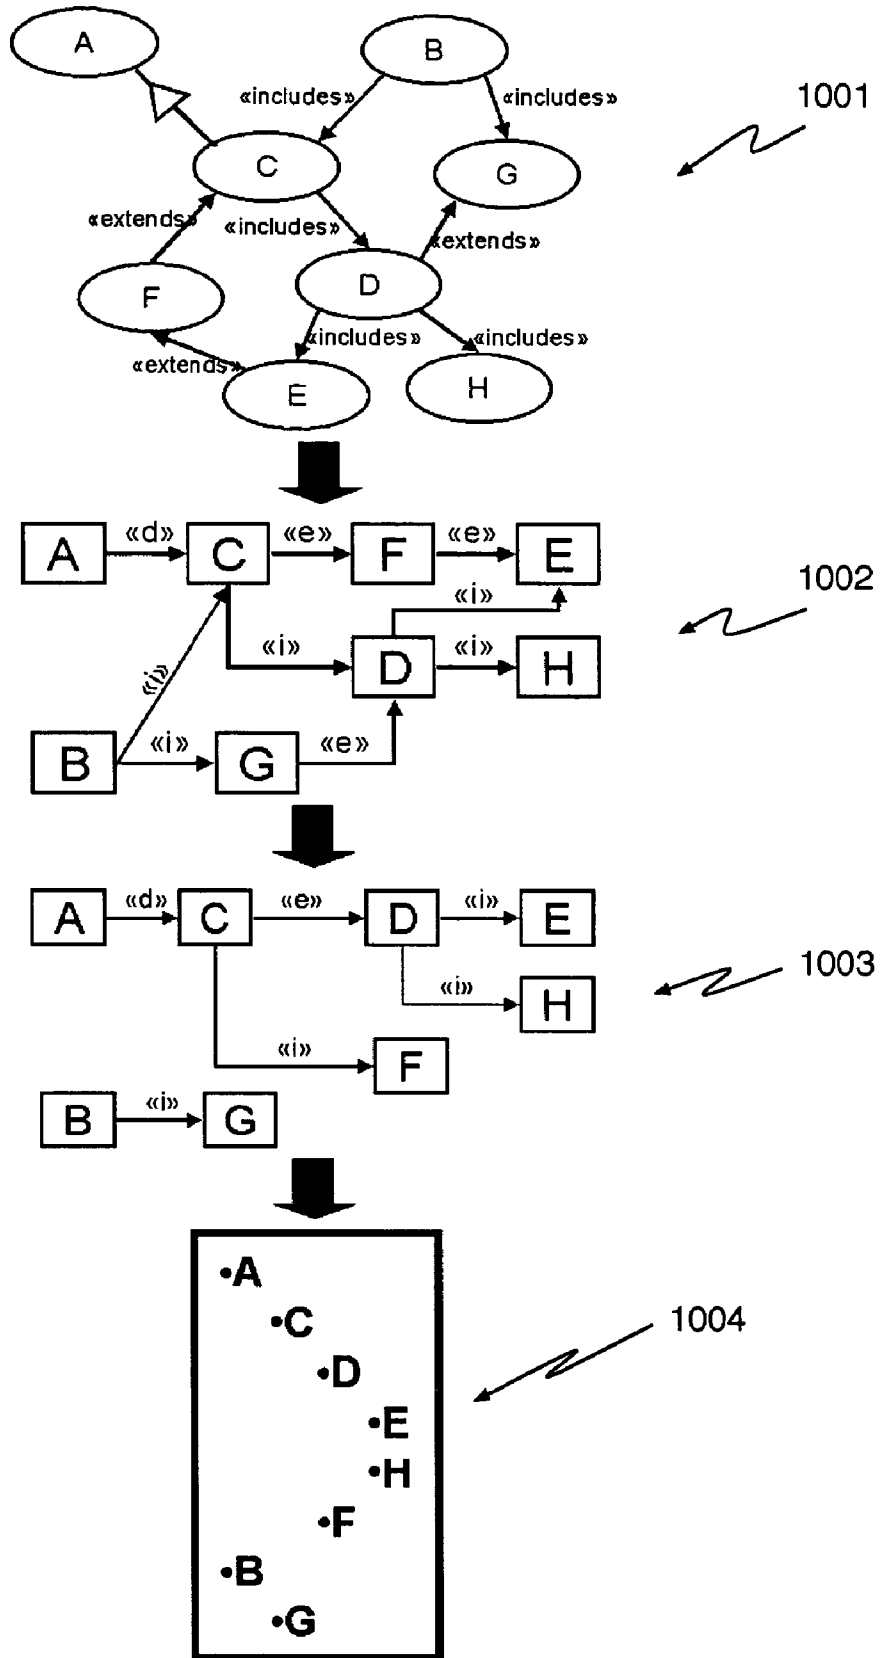 A
B
«includes»
«includes»
1001
C
G
«extends»
«includes»
«extends»
F
D
«includes»
«includes»
«extends»
E
H
A «d» C «e» F «e» E
«i»
1002
«i»
D
«i»
H
«i»
B «i» G «e»
A «d» C «e» D «i» E
1003
«i»
H
«i»
F
B «i» G
•A
•C
1004
•D
•E
•H
•F
•B
•G